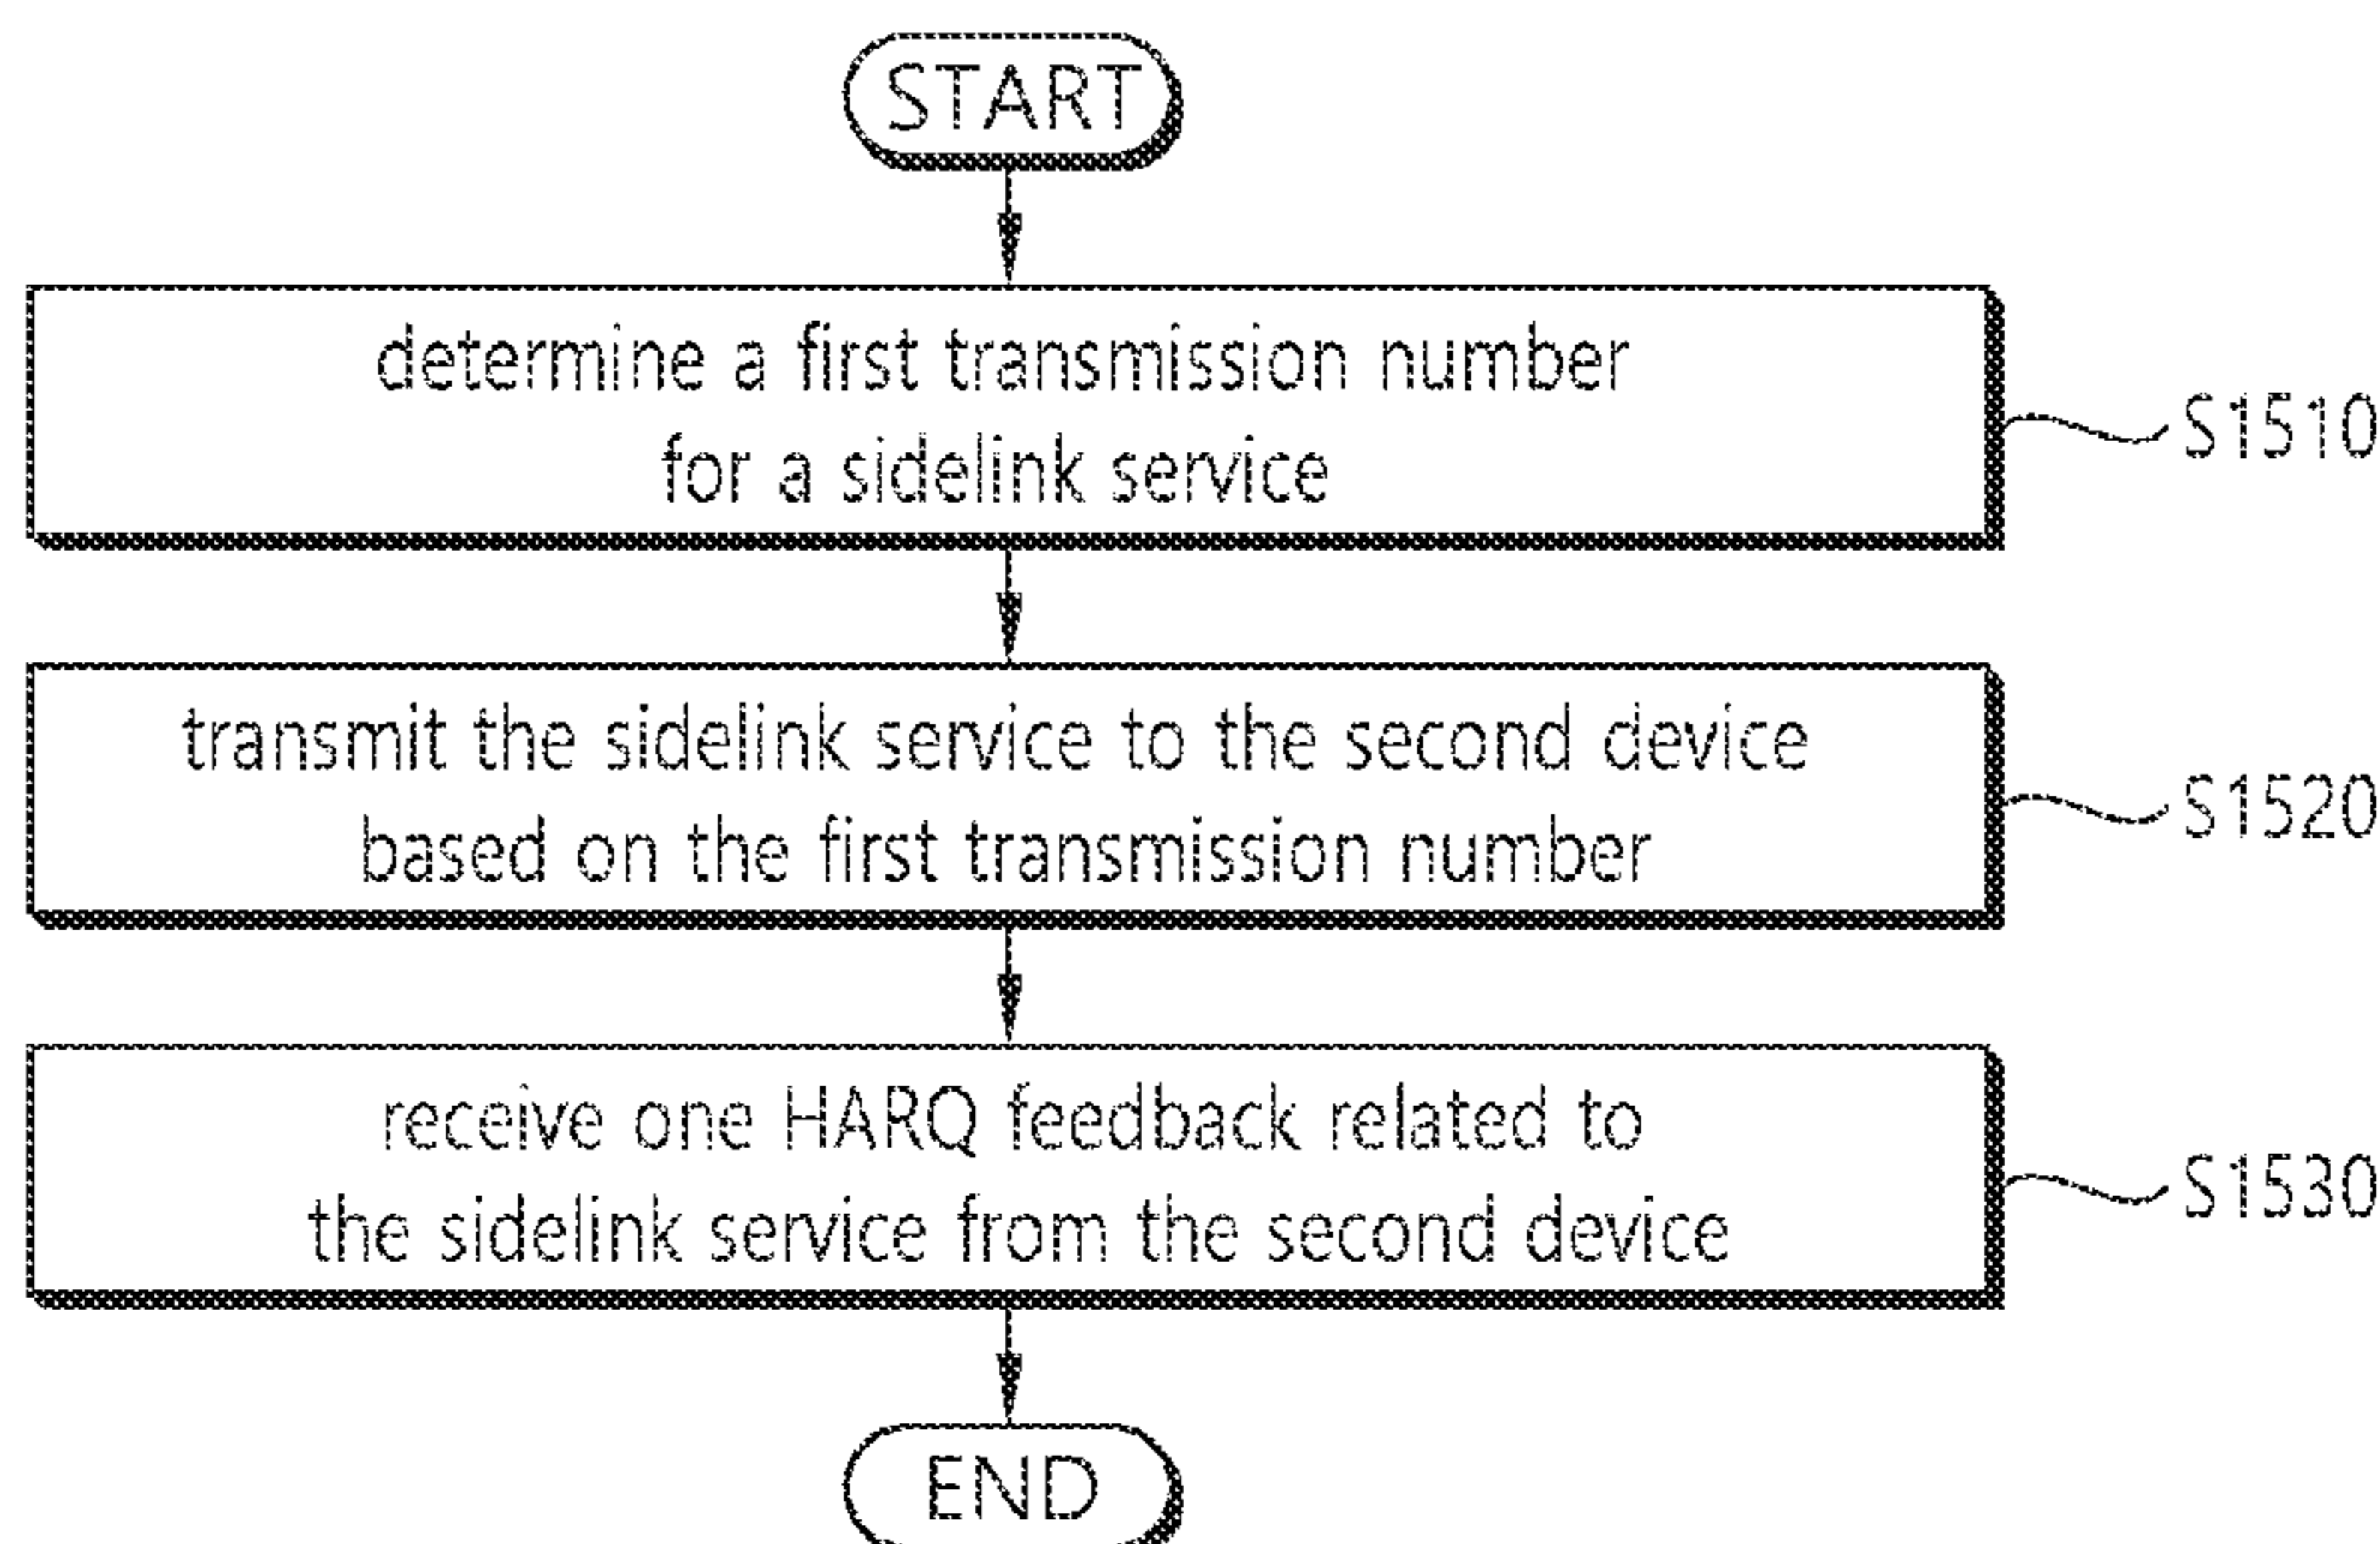 START
determine a first transmission number
for a sidelink service
S1510
transmit the sidelink service to the second device
based on the first transmission number
S1520
receive one HARQ feedback related to
the sidelink service from the second device
S1530
END